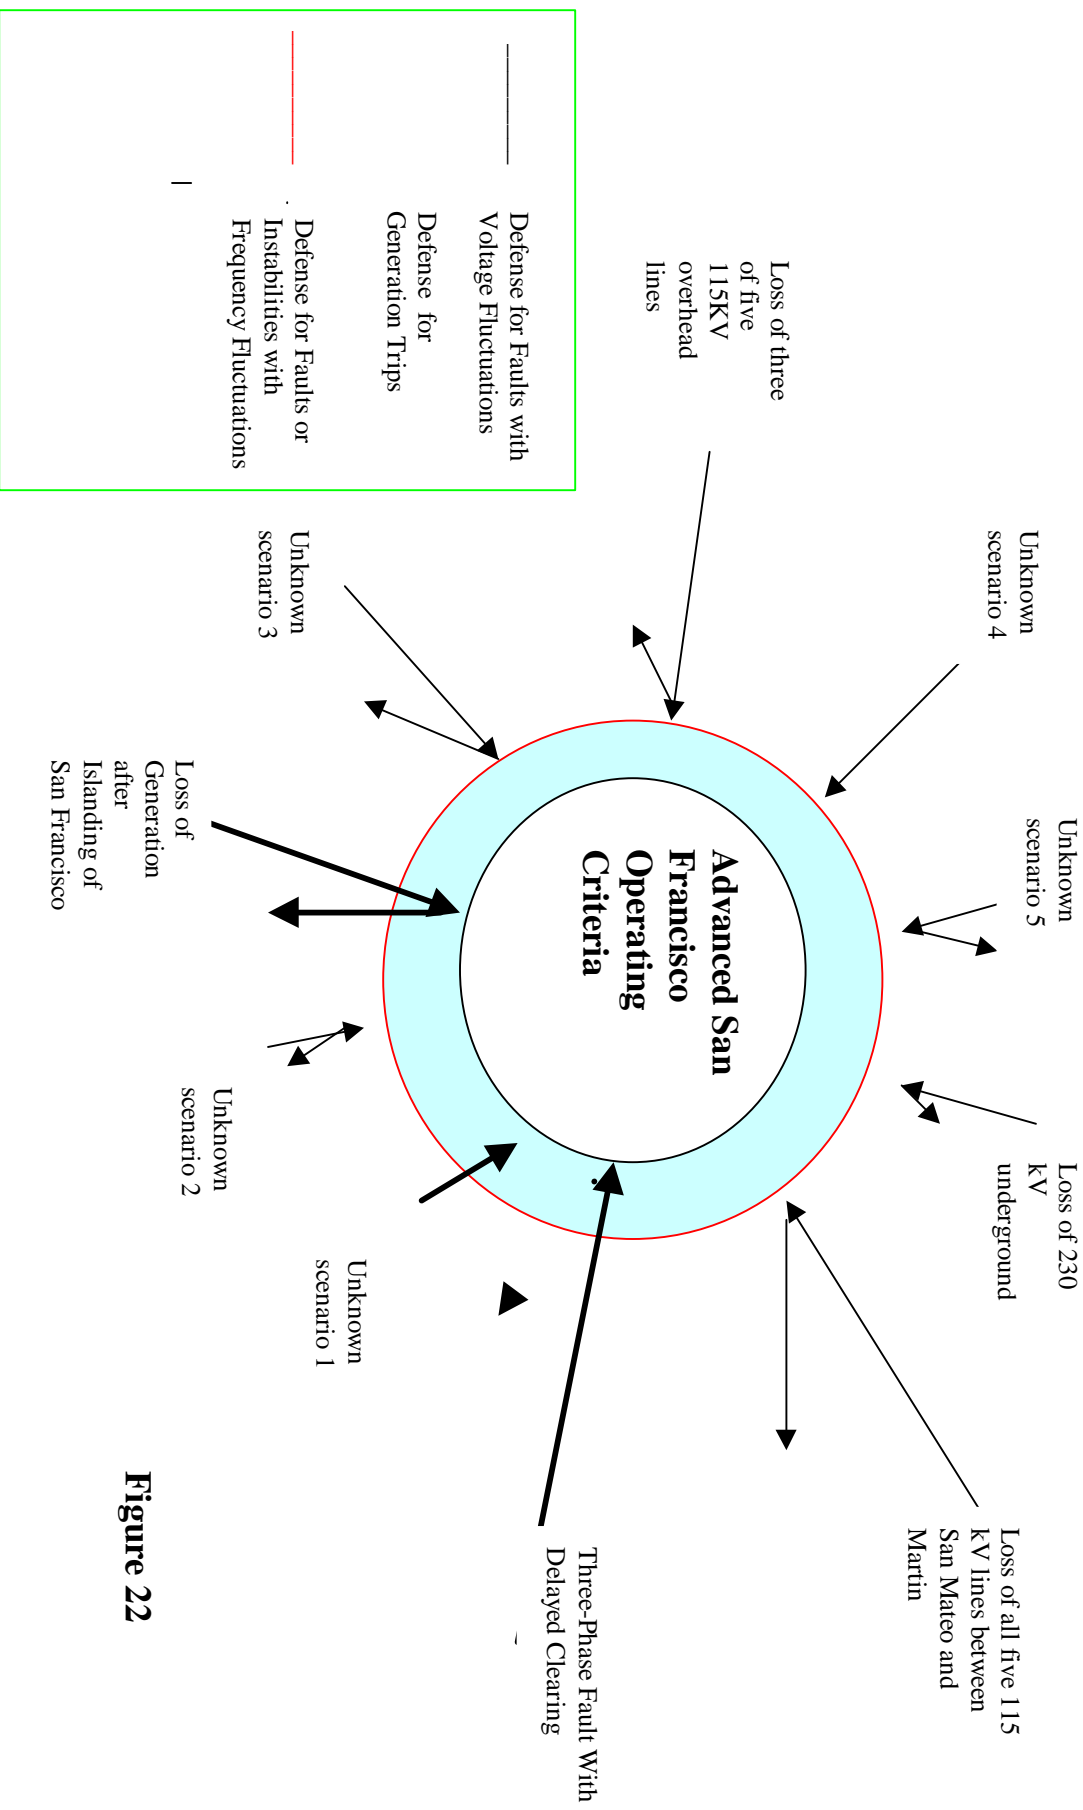 Loss of all five 115
kV lines between
San Mateo and
Martin
Loss of 230
kV
underground
Unknown
scenario 5
Unknown
scenario 4
Loss of three
of five
115KV
overhead
lines
Advanced San
Francisco
Operating
Criteria
Three-Phase Fault With
Delayed Clearing
Defense for Faults with
Voltage Fluctuations
Defense for
Generation Trips
Defense for Faults or
Instabilities with
Frequency Fluctuations
Unknown
scenario 3
Loss of
Generation
after
Islanding of
San Francisco
Unknown
scenario 2
Unknown
scenario 1
Figure 22